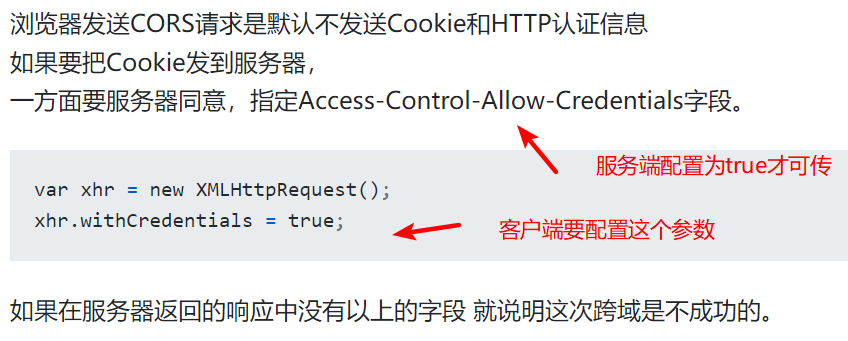 浏览器发送CORS请求是默认不发送Cookie和HTTP认证信息
如果要把Cookie发到服务器，
一方面要服务器同意，指定Access-Control-Allow-Credentials字段。
服务端配置为true才可传
var xhr = new XMLHttpRequest();
xhr.withCredentials = true;
客户端要配置这个参数
如果在服务器返回的响应中没有以上的字段 就说明这次跨域是不成功的。